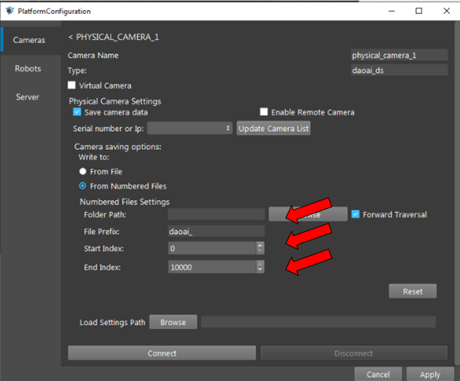 PlatformConfiguration
Cameras
Robots
Server
< PHYSICAL_CAMERA_1
Camera Name physical_camera_1
Type: daoai_ds
Virtual Camera
Physical Camera Settings
Save camera data Enable Remote Camera
Serial number or Ip: Update Camera List
Camera saving options:
Write to:
From File
From Numbered Files
Numbered Files Settings
Folder Path: Forward Traversal
File Prefix: daoai_
Start Index: 0
End Index: 10000
Reset
Load Settings Path Browse
Connect Disconnect
Cancel Apply